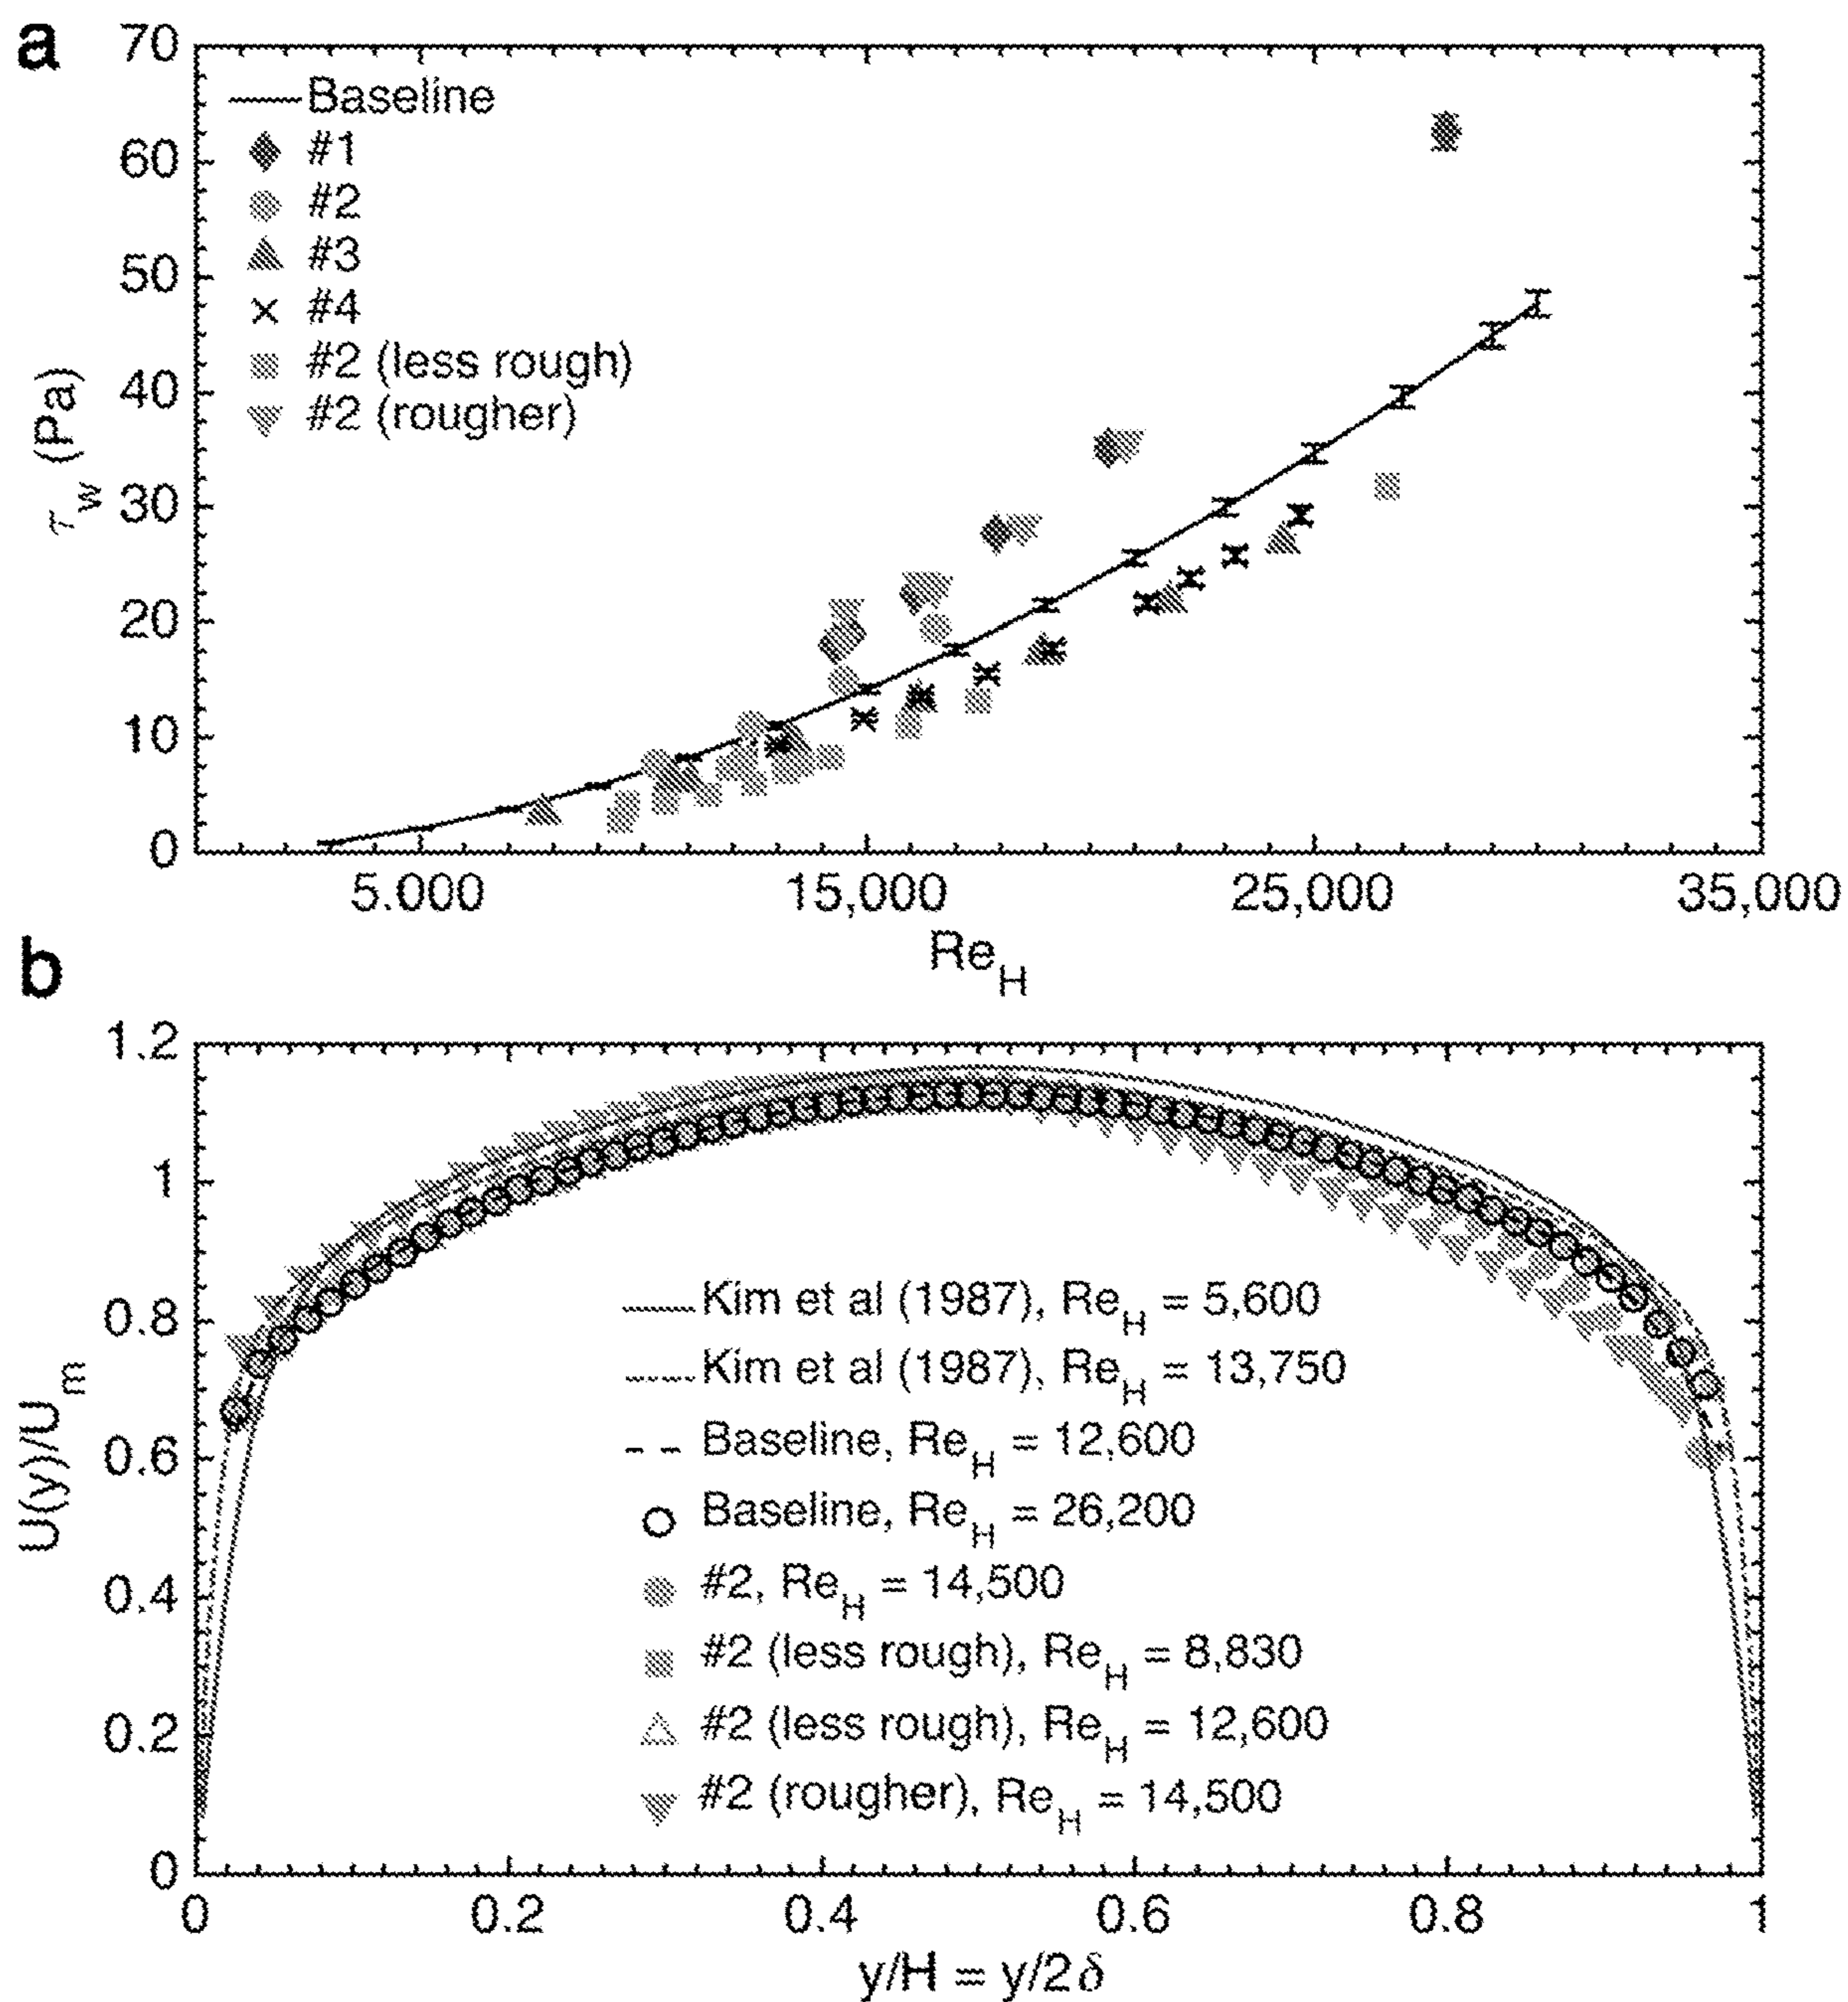 a
70
60
50
40
30
20
10
0
τw (Pa)
Baseline
#1
#2
#3
#4
#2 (less rough)
#2 (rougher)
5.000 15,000 25,000 35,000
ReH
b
1.2
1
0.8
0.6
0.4
0.2
0
U(y)/Um
Kim et al (1987), ReH = 5,600
Kim et al (1987), ReH = 13,750
Baseline, ReH = 12,600
Baseline, ReH = 26,200
#2, ReH = 14,500
#2 (less rough), ReH = 8,830
#2 (less rough), ReH = 12,600
#2 (rougher), ReH = 14,500
0 0.2 0.4 0.6 0.8 1
y/H = y/2δ